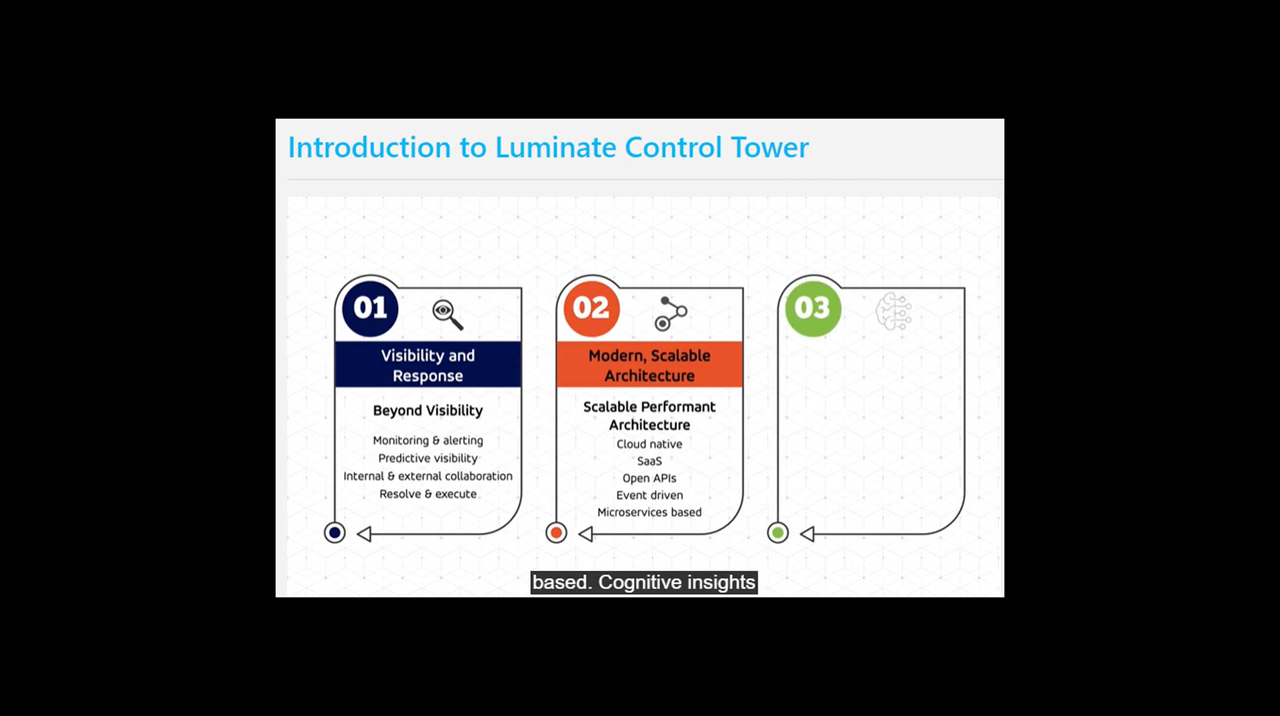 Introduction to Luminate Control Tower
01
Visibility and
Response
Beyond Visibility
Monitoring & alerting
Predictive visibility
Internal & external collaboration
Resolve & execute
02
Modern, Scalable
Architecture
Scalable Performant
Architecture
Cloud native
SaaS
Open APIs
Event driven
Microservices based
03
based. Cognitive insights